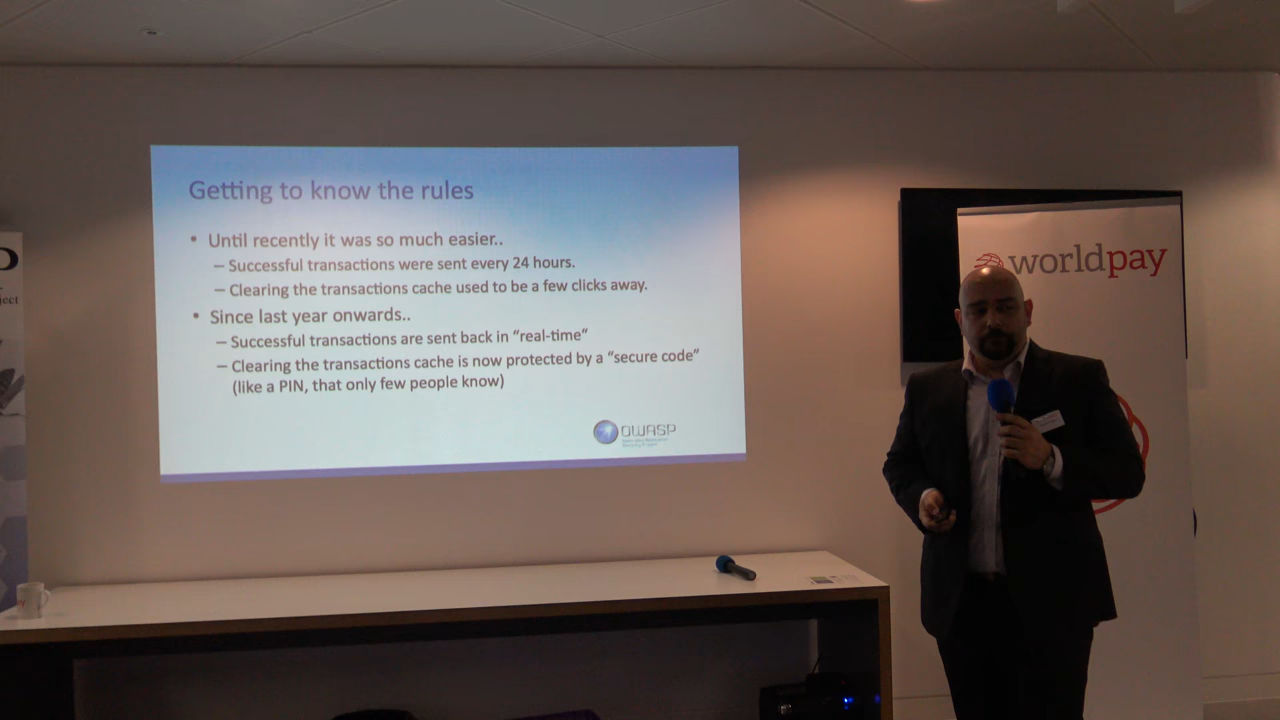 Getting to know the rules
• Until recently it was so much easier..
– Successful transactions were sent every 24 hours.
– Clearing the transactions cache used to be a few clicks away.
• Since last year onwards..
– Successful transactions are sent back in “real-time“
– Clearing the transactions cache is now protected by a “secure code”
(like a PIN, that only few people know)
OWASP
worldpay